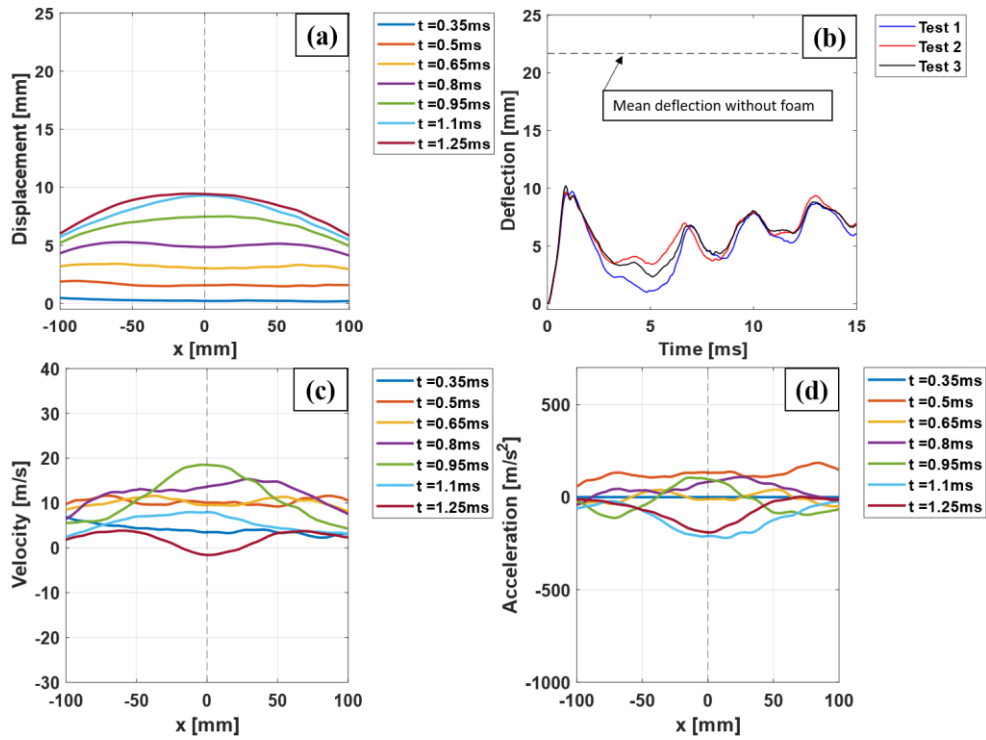 (a)
25
20
15
10
5
0
Displacement [mm]
-100
-50
0
50
100
x [mm]
t =0.35ms
t =0.5ms
t =0.65ms
t =0.8ms
t =0.95ms
t =1.1ms
t =1.25ms
(b)
25
20
15
10
5
0
Deflection [mm]
Mean deflection without foam
0
5
10
15
Time [ms]
Test 1
Test 2
Test 3
(c)
40
30
20
10
0
-10
-20
-30
Velocity [m/s]
-100
-50
0
50
100
x [mm]
t =0.35ms
t =0.5ms
t =0.65ms
t =0.8ms
t =0.95ms
t =1.1ms
t =1.25ms
(d)
500
0
-500
-1000
Acceleration [m/s²]
-100
-50
0
50
100
x [mm]
t =0.35ms
t =0.5ms
t =0.65ms
t =0.8ms
t =0.95ms
t =1.1ms
t =1.25ms